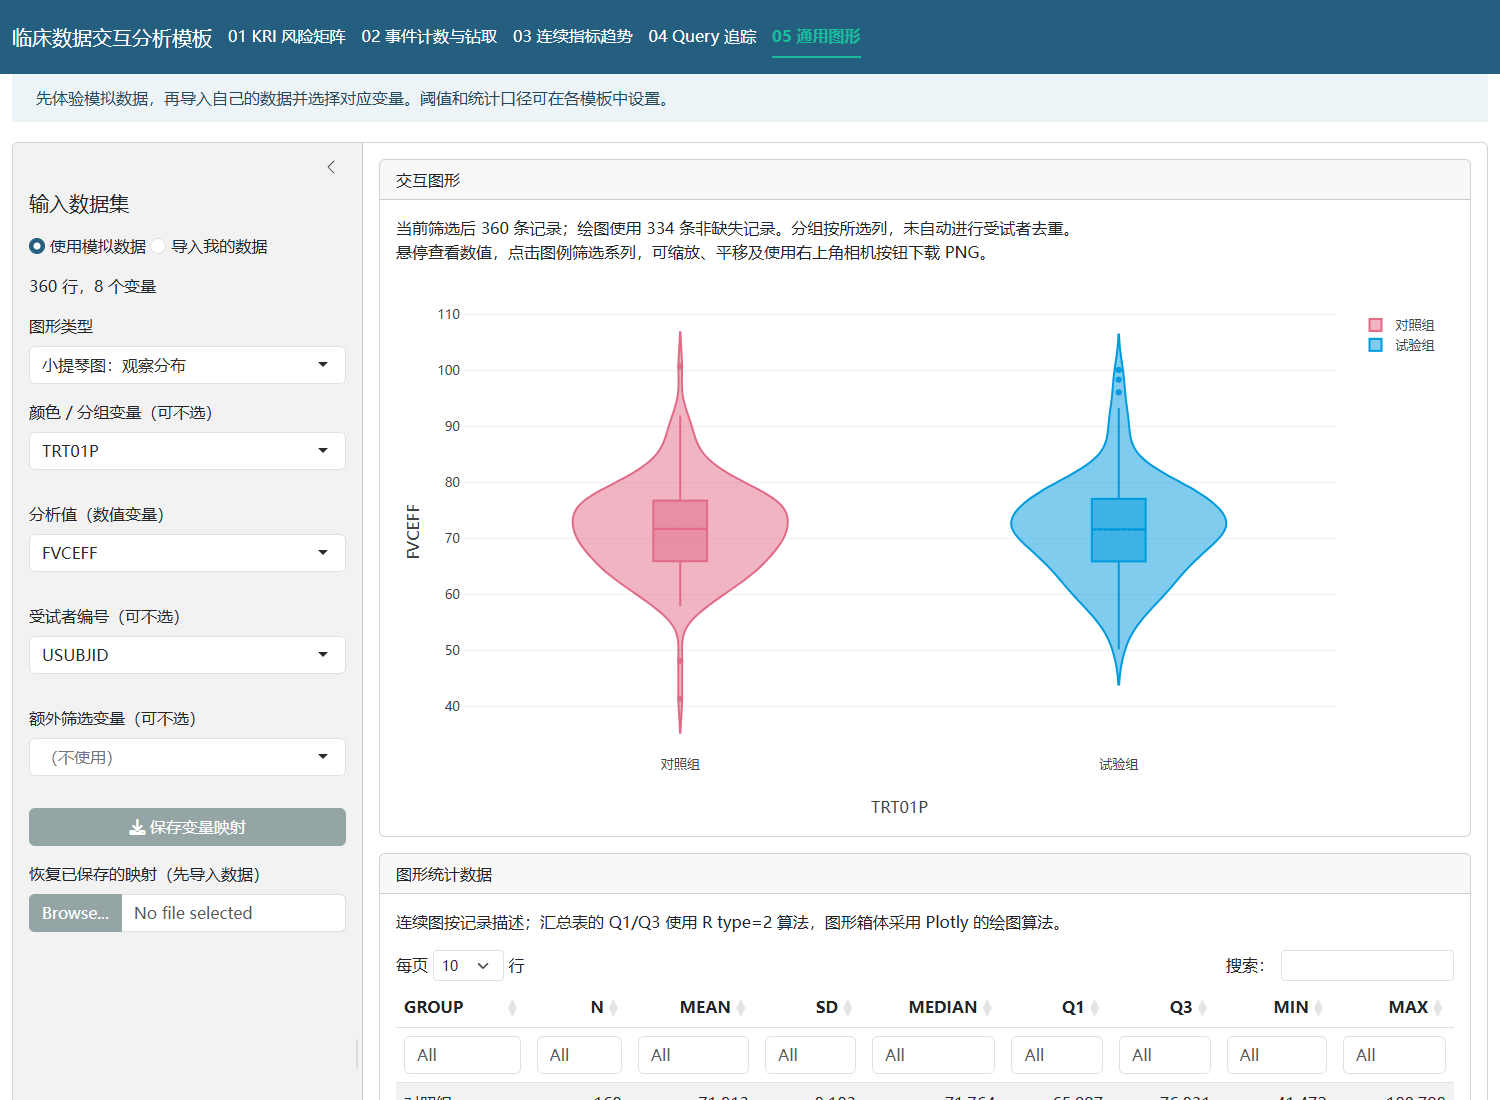 临床数据交互分析模板 01 KRI 风险矩阵 02 事件计数与钻取 03 连续指标趋势 04 Query 追踪 05 通用图形
先体验模拟数据，再导入自己的数据并选择对应变量。阈值和统计口径可在各模板中设置。
输入数据集
使用模拟数据 导入我的数据
360 行，8 个变量
图形类型
小提琴图：观察分布
颜色 / 分组变量（可不选）
TRT01P
分析值（数值变量）
FVCEFF
受试者编号（可不选）
USUBJID
额外筛选变量（可不选）
（不使用）
保存变量映射
恢复已保存的映射（先导入数据）
Browse... No file selected
交互图形
当前筛选后 360 条记录；绘图使用 334 条非缺失记录。分组按所选列，未自动进行受试者去重。
悬停查看数值，点击图例筛选系列，可缩放、平移及使用右上角相机按钮下载 PNG。
110
100
90
80
70
60
50
40
FVCEFF
对照组 试验组
TRT01P
对照组
试验组
图形统计数据
连续图按记录描述；汇总表的 Q1/Q3 使用 R type=2 算法，图形箱体采用 Plotly 的绘图算法。
每页 10 行 搜索：
GROUP N MEAN SD MEDIAN Q1 Q3 MIN MAX
All All All All All All All All All